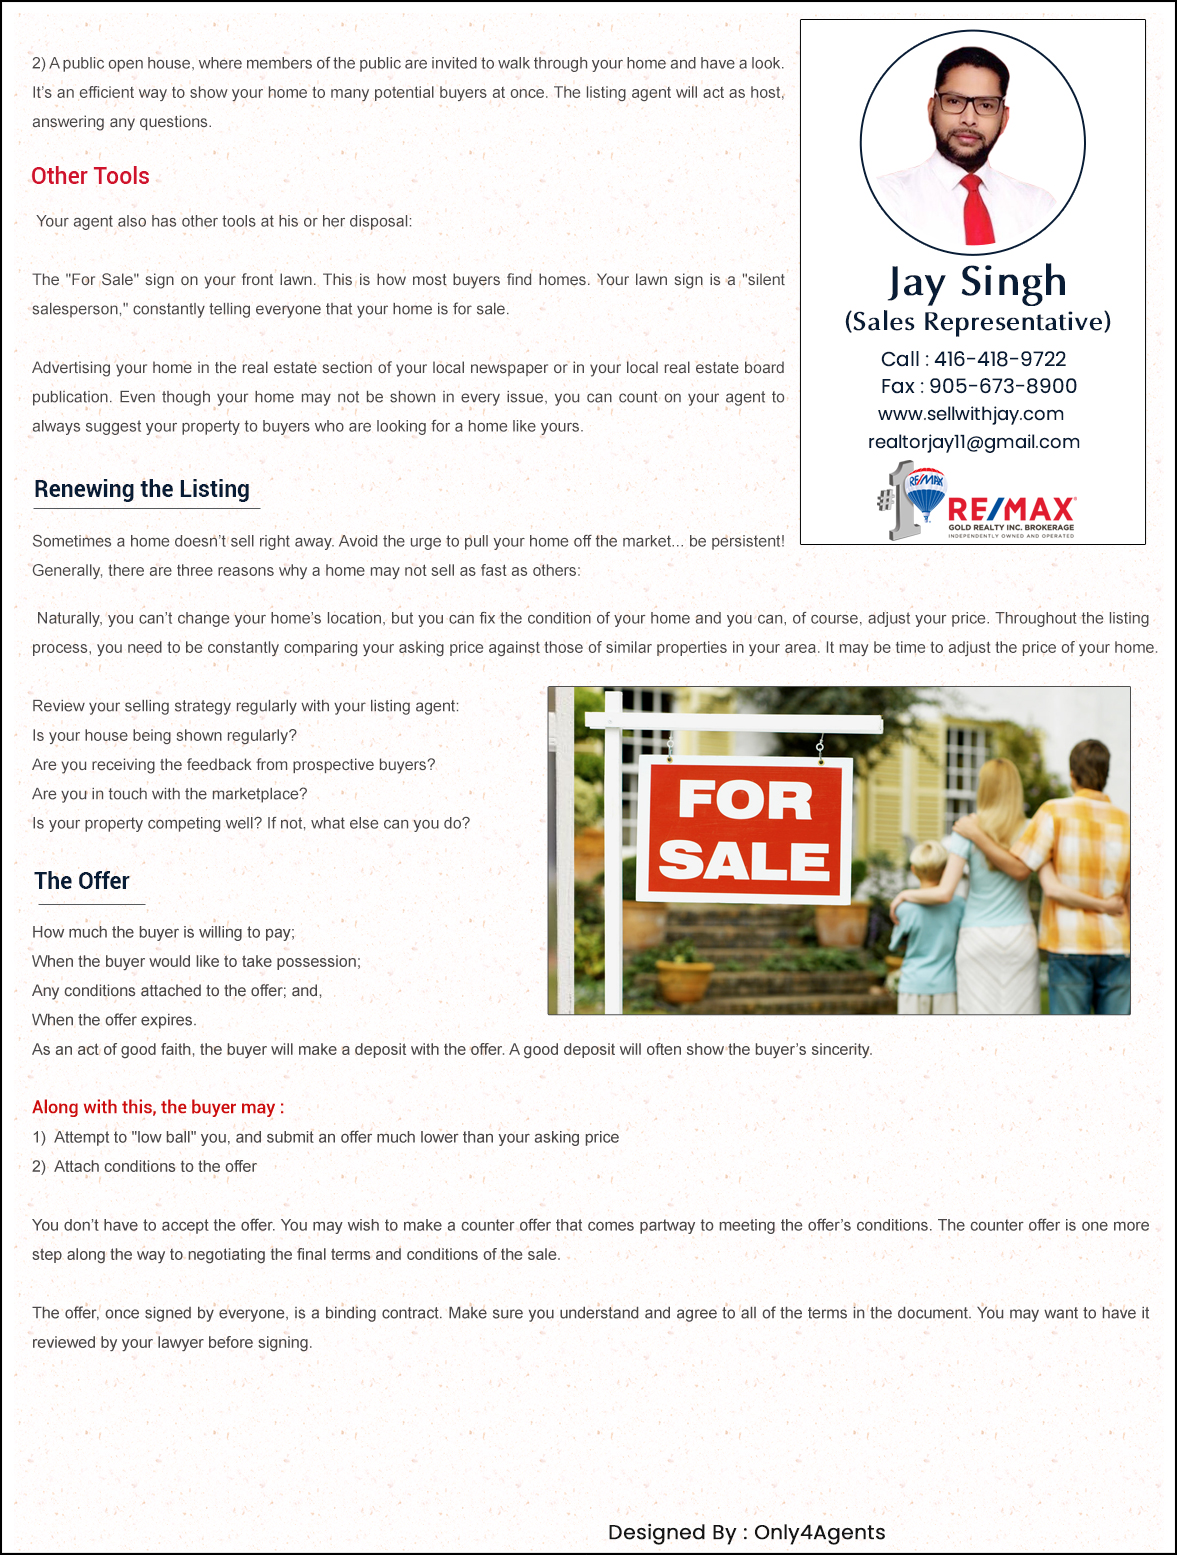 2) A public open house, where members of the public are invited to walk through your home and have a look.
It’s an efficient way to show your home to many potential buyers at once. The listing agent will act as host,
answering any questions.
Other Tools
Your agent also has other tools at his or her disposal:
The "For Sale" sign on your front lawn. This is how most buyers find homes. Your lawn sign is a "silent
salesperson," constantly telling everyone that your home is for sale.
Advertising your home in the real estate section of your local newspaper or in your local real estate board
publication. Even though your home may not be shown in every issue, you can count on your agent to
always suggest your property to buyers who are looking for a home like yours.
Jay Singh
(Sales Representative)
Call : 416-418-9722
Fax : 905-673-8900
www.sellwithjay.com
realtorjay11@gmail.com
#1
RE/MAX
RE/MAX
GOLD REALTY INC. BROKERAGE
INDEPENDENTLY OWNED AND OPERATED
Renewing the Listing
Sometimes a home doesn’t sell right away. Avoid the urge to pull your home off the market... be persistent!
Generally, there are three reasons why a home may not sell as fast as others:
Naturally, you can’t change your home’s location, but you can fix the condition of your home and you can, of course, adjust your price. Throughout the listing
process, you need to be constantly comparing your asking price against those of similar properties in your area. It may be time to adjust the price of your home.
Review your selling strategy regularly with your listing agent:
Is your house being shown regularly?
Are you receiving the feedback from prospective buyers?
Are you in touch with the marketplace?
Is your property competing well? If not, what else can you do?
FOR
SALE
The Offer
How much the buyer is willing to pay;
When the buyer would like to take possession;
Any conditions attached to the offer; and,
When the offer expires.
As an act of good faith, the buyer will make a deposit with the offer. A good deposit will often show the buyer’s sincerity.
Along with this, the buyer may :
1) Attempt to "low ball" you, and submit an offer much lower than your asking price
2) Attach conditions to the offer
You don’t have to accept the offer. You may wish to make a counter offer that comes partway to meeting the offer’s conditions. The counter offer is one more
step along the way to negotiating the final terms and conditions of the sale.
The offer, once signed by everyone, is a binding contract. Make sure you understand and agree to all of the terms in the document. You may want to have it
reviewed by your lawyer before signing.
Designed By : Only4Agents